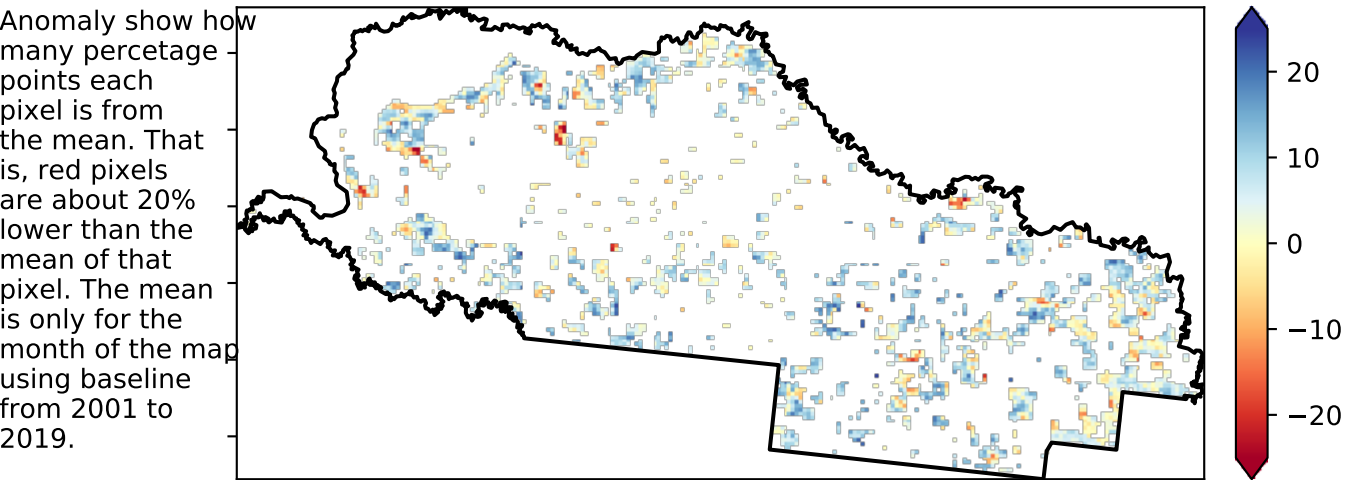 Anomaly show how
many percetage
points each
pixel is from
the mean. That
is, red pixels
are about 20%
lower than the
mean of that
pixel. The mean
is only for the
month of the map
using baseline
from 2001 to
2019.
20
10
0
−10
−20